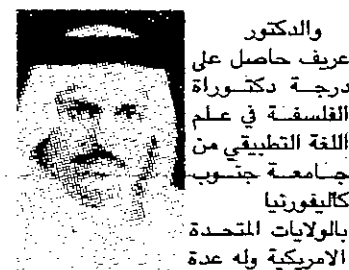 والدكتور
عريف حاصل على
درجة دكتوراة
الفلسفة في علم
اللغة التطبيقي من
جامعة جنوب
كاليفورنيا
بالولايات المتحدة
الامريكية وله عدة